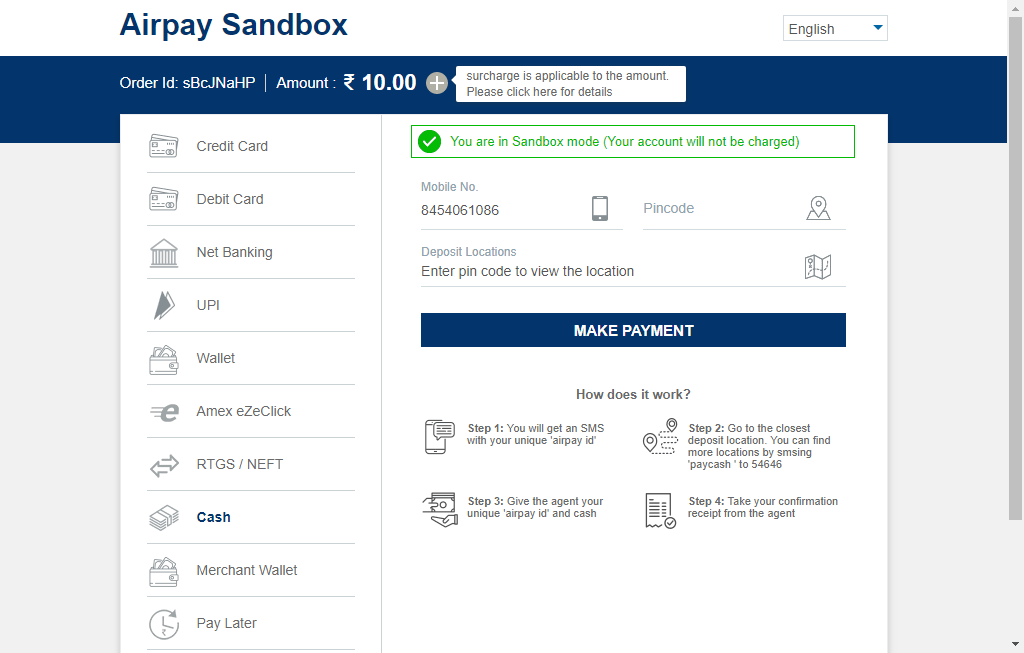 Airpay Sandbox
English
Order Id: sBcJNaHP
Amount : ₹ 10.00
surcharge is applicable to the amount.
Please click here for details
Credit Card
Debit Card
Net Banking
UPI
Wallet
Amex eZeClick
RTGS / NEFT
Cash
Merchant Wallet
Pay Later
You are in Sandbox mode (Your account will not be charged)
Mobile No.
8454061086
Pincode
Deposit Locations
Enter pin code to view the location
MAKE PAYMENT
How does it work?
Step 1: You will get an SMS
with your unique 'airpay id'
Step 2: Go to the closest
deposit location. You can find
more locations by smsing
'paycash ' to 54646
Step 3: Give the agent your
unique 'airpay id' and cash
Step 4: Take your confirmation
receipt from the agent